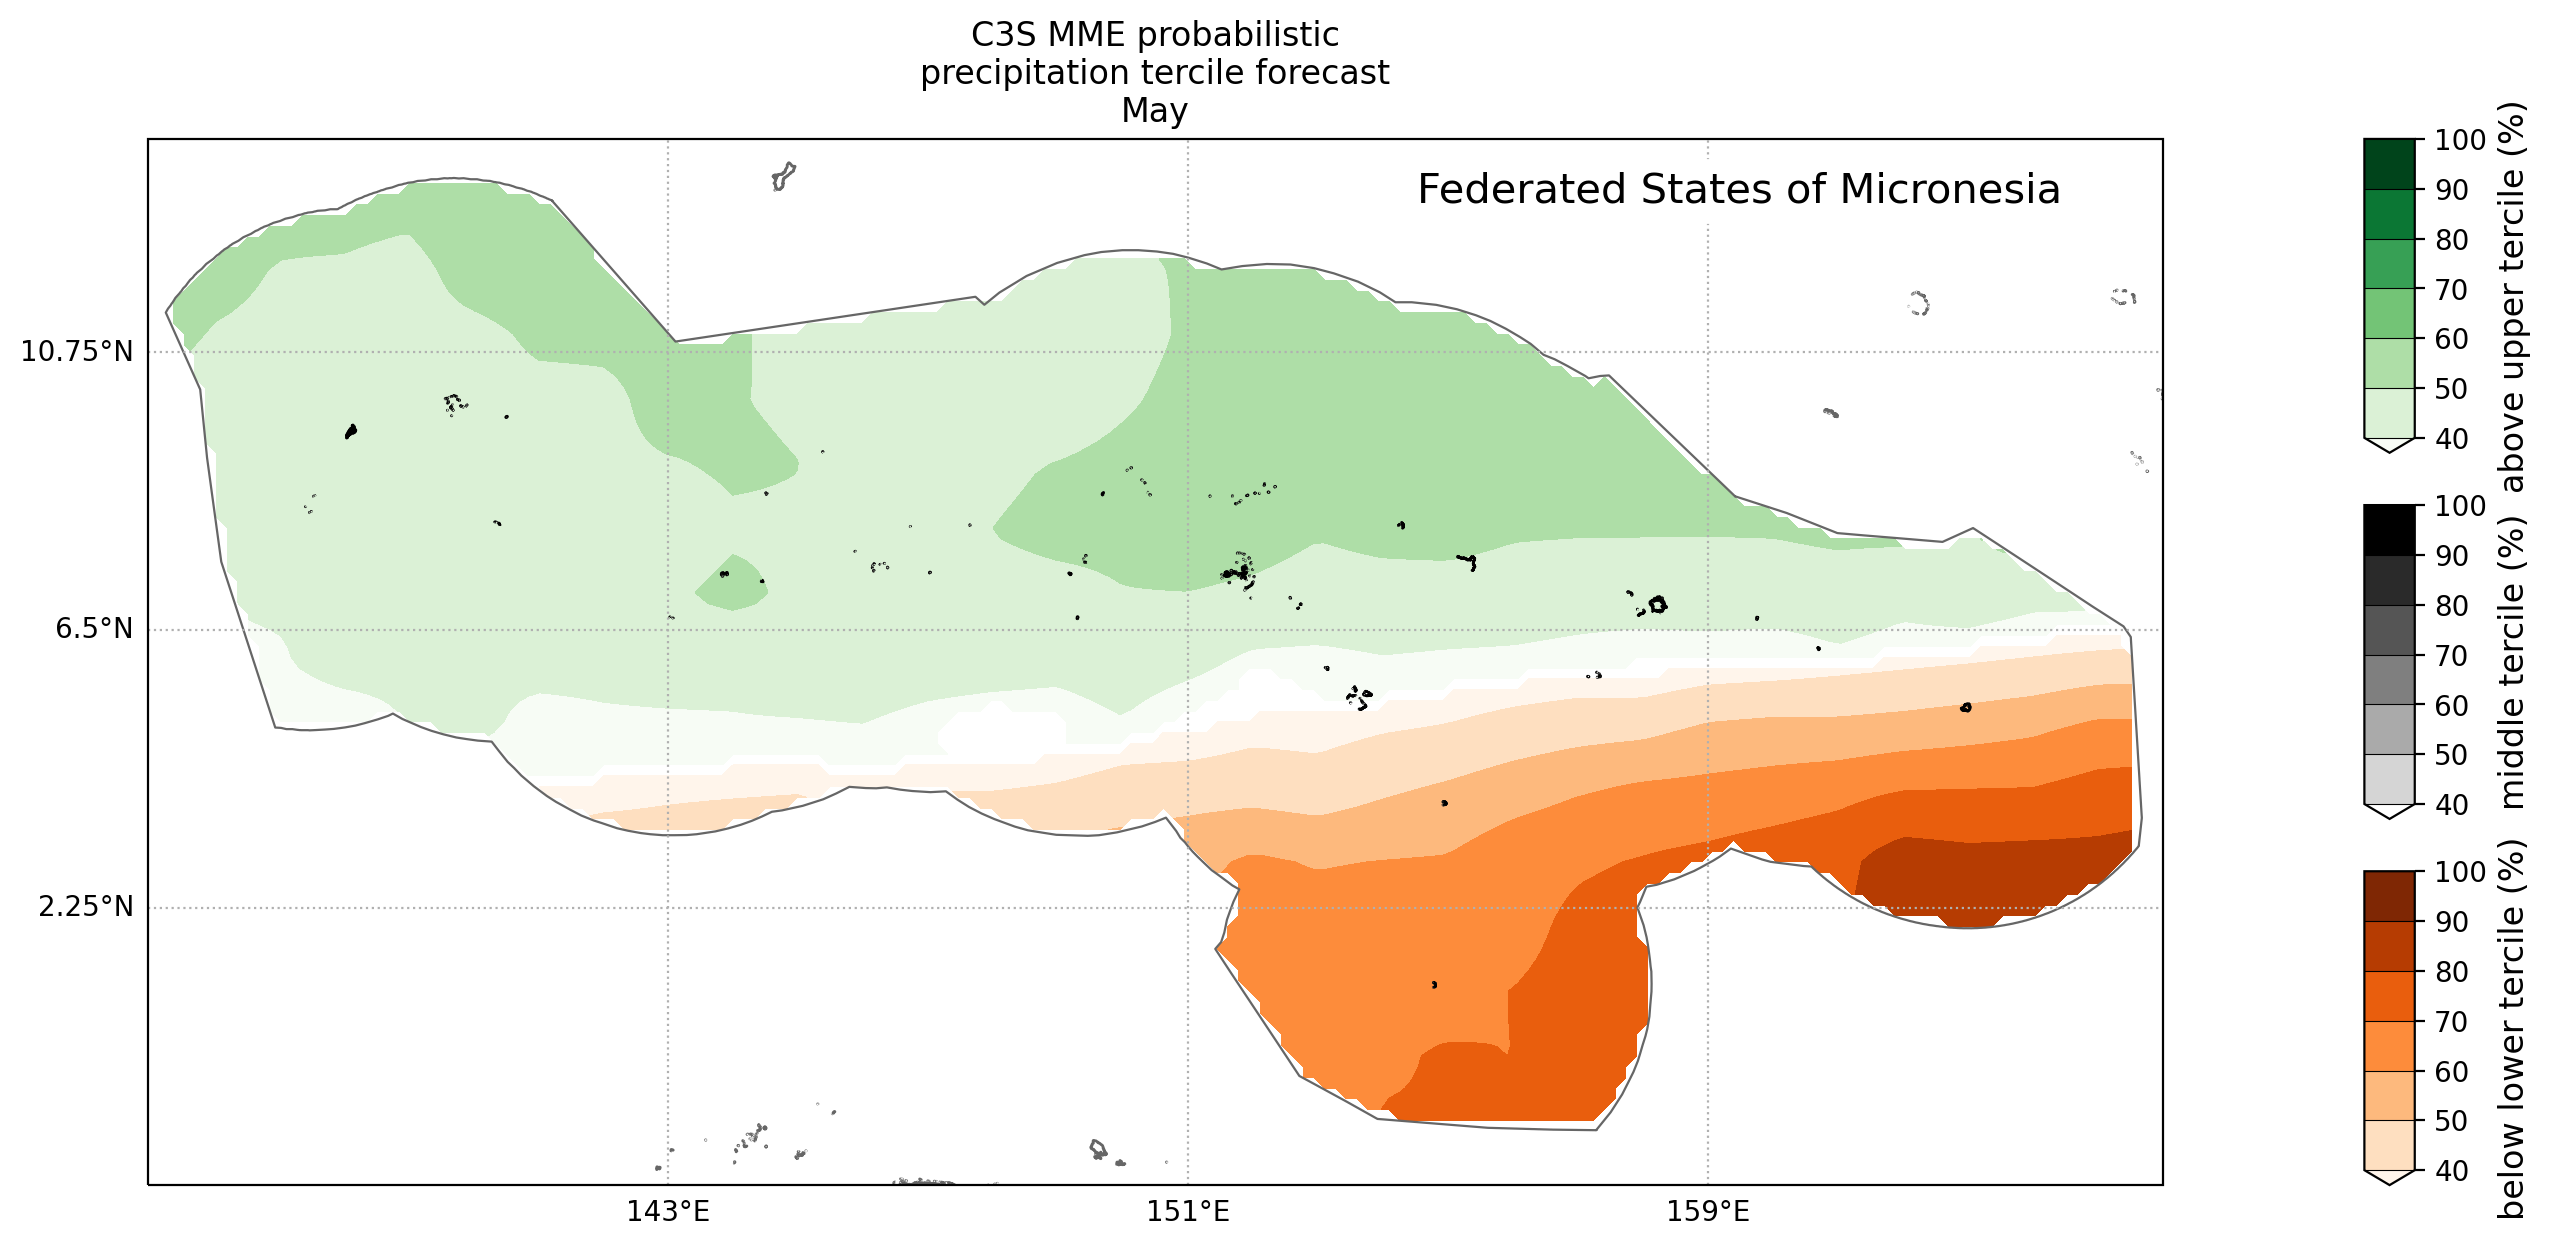 C3S MME probabilistic
precipitation tercile forecast
May
Federated States of Micronesia
10.75°N
6.5°N
2.25°N
143°E
151°E
159°E
100
90
80
70
60
50
40
above upper tercile (%)
100
90
80
70
60
50
40
middle tercile (%)
100
90
80
70
60
50
40
below lower tercile (%)